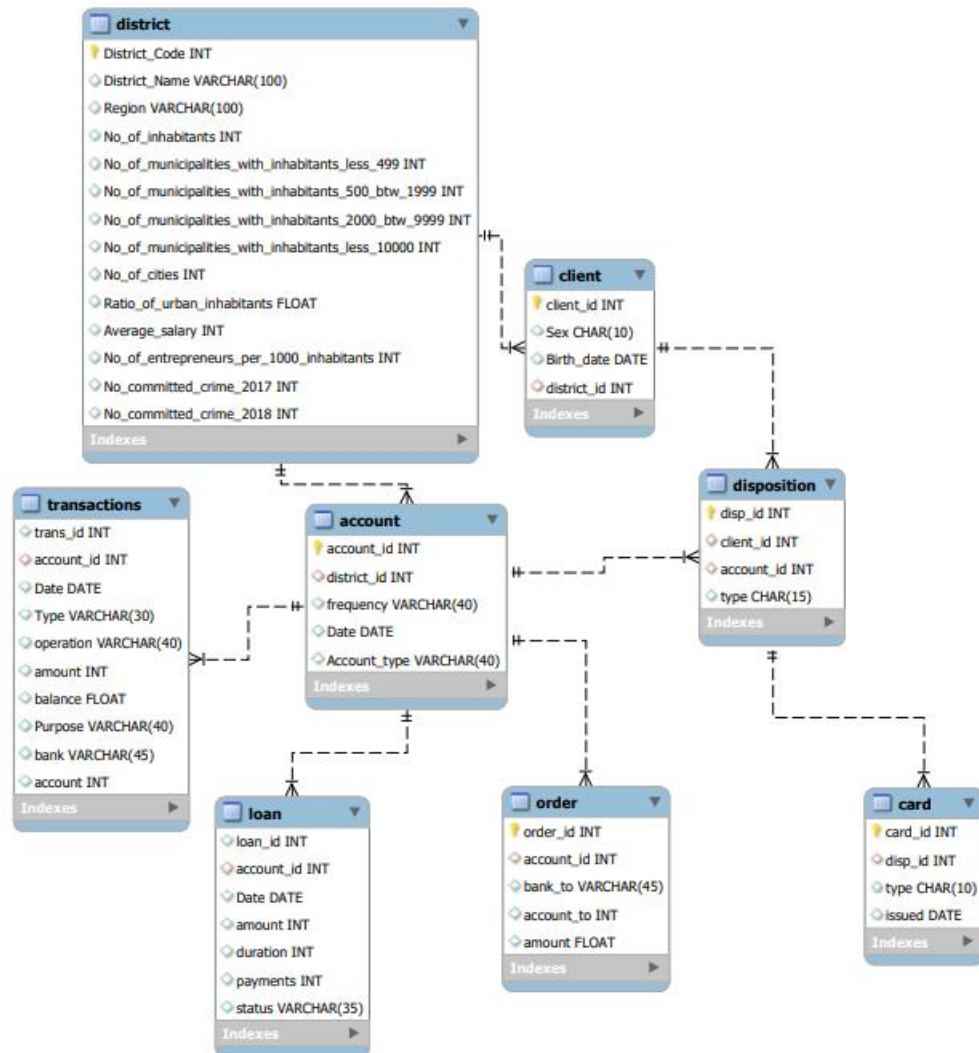 district
District_Code INT
District_Name VARCHAR(100)
Region VARCHAR(100)
No_of_inhabitants INT
No_of_municipalities_with_inhabitants_less_499 INT
No_of_municipalities_with_inhabitants_500_btw_1999 INT
No_of_municipalities_with_inhabitants_2000_btw_9999 INT
No_of_municipalities_with_inhabitants_less_10000 INT
No_of_cities INT
Ratio_of_urban_inhabitants FLOAT
Average_salary INT
No_of_entrepreneurs_per_1000_inhabitants INT
No_committed_crime_2017 INT
No_committed_crime_2018 INT
Indexes
client
client_id INT
Sex CHAR(10)
Birth_date DATE
district_id INT
Indexes
transactions
trans_id INT
account_id INT
Date DATE
Type VARCHAR(30)
operation VARCHAR(40)
amount INT
balance FLOAT
Purpose VARCHAR(40)
bank VARCHAR(45)
account INT
Indexes
account
account_id INT
district_id INT
frequency VARCHAR(40)
Date DATE
Account_type VARCHAR(40)
Indexes
disposition
disp_id INT
client_id INT
account_id INT
type CHAR(15)
Indexes
loan
loan_id INT
account_id INT
Date DATE
amount INT
duration INT
payments INT
status VARCHAR(35)
Indexes
order
order_id INT
account_id INT
bank_to VARCHAR(45)
account_to INT
amount FLOAT
Indexes
card
card_id INT
disp_id INT
type CHAR(10)
issued DATE
Indexes